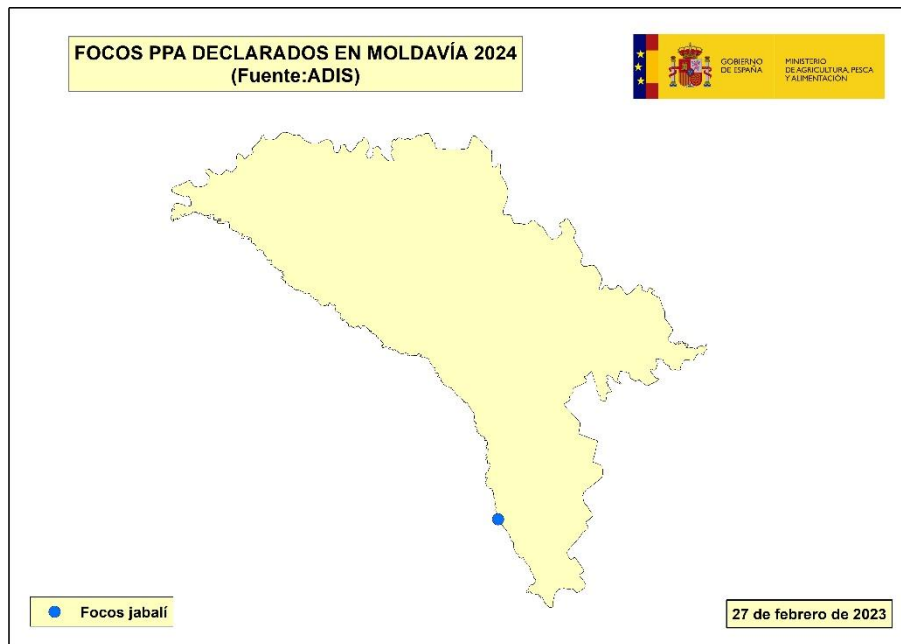 FOCOS PPA DECLARADOS EN MOLDAVÍA 2024
(Fuente:ADIS)
GOBIERNO
DE ESPAÑA
MINISTERIO
DE AGRICULTURA, PESCA
Y ALIMENTACIÓN
Focos jabalí
27 de febrero de 2023